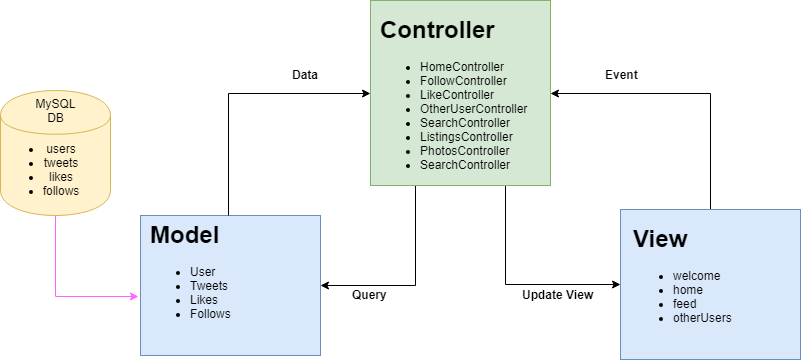 Controller
HomeController
FollowController
LikeController
OtherUserController
SearchController
ListingsController
PhotosController
SearchController
Data
Event
MySQL
DB
users
tweets
likes
follows
Model
User
Tweets
Likes
Follows
Query
Update View
View
welcome
home
feed
otherUsers